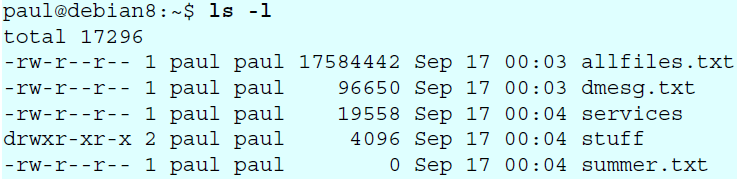 paul@debian8:~$ ls -l
total 17296
-rw-r--r-- 1 paul paul 17584442 Sep 17 00:03 allfiles.txt
-rw-r--r-- 1 paul paul    96650 Sep 17 00:03 dmesg.txt
-rw-r--r-- 1 paul paul    19558 Sep 17 00:04 services
drwxr-xr-x 2 paul paul     4096 Sep 17 00:04 stuff
-rw-r--r-- 1 paul paul        0 Sep 17 00:04 summer.txt